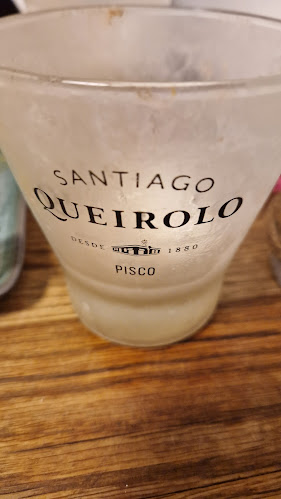 SANTIAGO
QUEIROLO
DESDE 1880
PISCO